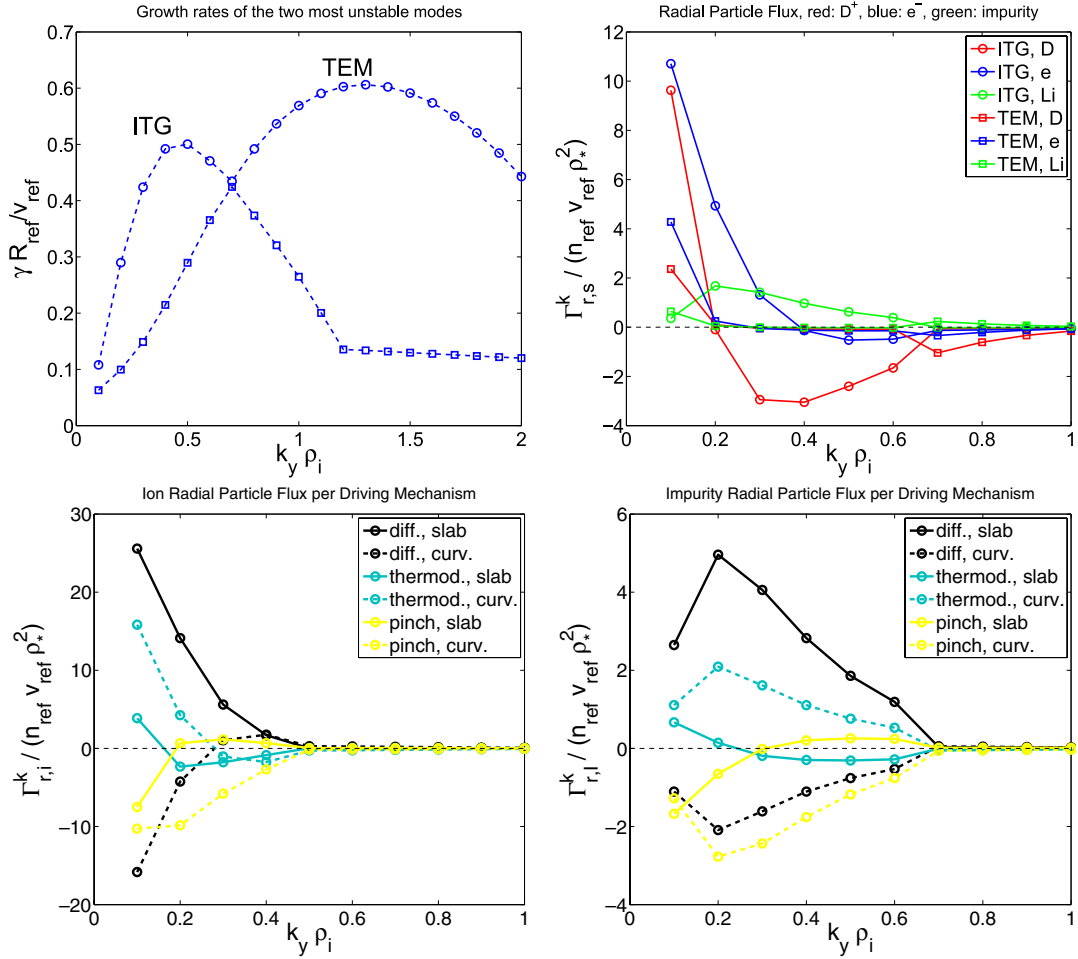 Growth rates of the two most unstable modes
0.7
0.6
0.5
0.4
0.3
0.2
0.1
0
TEM
ITG
γ R_ref/v_ref
0 0.5 1 1.5 2
k_y ρ_i
Radial Particle Flux, red: D⁺, blue: e⁻, green: impurity
12
10
8
6
4
2
0
−2
−4
ITG, D
ITG, e
ITG, Li
TEM, D
TEM, e
TEM, Li
Γ^k_r,s / (n_ref v_ref ρ_*^2)
0 0.2 0.4 0.6 0.8 1
k_y ρ_i
Ion Radial Particle Flux per Driving Mechanism
30
20
10
0
−10
−20
diff., slab
diff., curv.
thermod., slab
thermod., curv.
pinch, slab
pinch, curv.
Γ^k_r,i / (n_ref v_ref ρ_*^2)
0 0.2 0.4 0.6 0.8 1
k_y ρ_i
Impurity Radial Particle Flux per Driving Mechanism
6
4
2
0
−2
−4
diff., slab
diff, curv.
thermod., slab
thermod., curv.
pinch, slab
pinch, curv.
Γ^k_r,I / (n_ref v_ref ρ_*^2)
0 0.2 0.4 0.6 0.8 1
k_y ρ_i